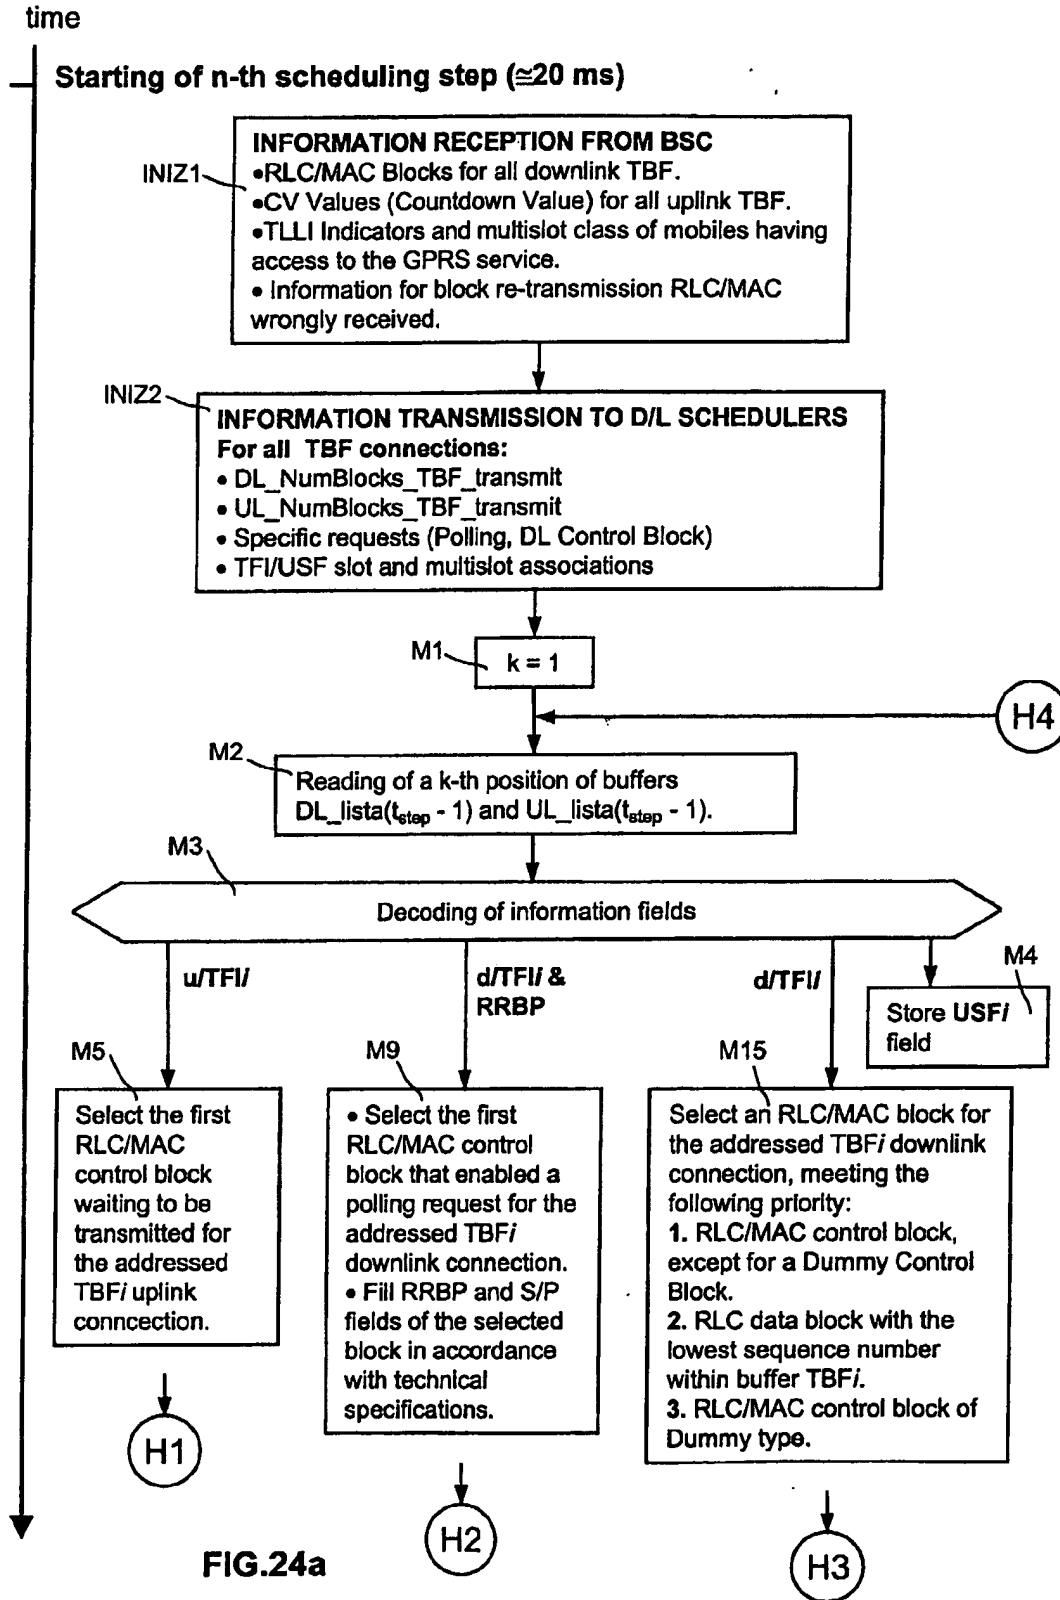 time
Starting of n-th scheduling step (≅20 ms)
INIZ1
INFORMATION RECEPTION FROM BSC
•RLC/MAC Blocks for all downlink TBF.
•CV Values (Countdown Value) for all uplink TBF.
•TLLI Indicators and multislot class of mobiles having
access to the GPRS service.
• Information for block re-transmission RLC/MAC
wrongly received.
INIZ2
INFORMATION TRANSMISSION TO D/L SCHEDULERS
For all TBF connections:
• DL_NumBlocks_TBF_transmit
• UL_NumBlocks_TBF_transmit
• Specific requests (Polling, DL Control Block)
• TFI/USF slot and multislot associations
M1
k = 1
H4
M2
Reading of a k-th position of buffers
DL_lista(tstep - 1) and UL_lista(tstep - 1).
M3
Decoding of information fields
u/TFIi
d/TFIi &
RRBP
d/TFIi
M4
Store USFi
field
M5
Select the first
RLC/MAC
control block
waiting to be
transmitted for
the addressed
TBFi uplink
conncection.
H1
M9
• Select the first
RLC/MAC control
block that enabled a
polling request for the
addressed TBFi
downlink connection.
• Fill RRBP and S/P
fields of the selected
block in accordance
with technical
specifications.
H2
M15
Select an RLC/MAC block for
the addressed TBFi downlink
connection, meeting the
following priority:
1. RLC/MAC control block,
except for a Dummy Control
Block.
2. RLC data block with the
lowest sequence number
within buffer TBFi.
3. RLC/MAC control block of
Dummy type.
H3
FIG.24a